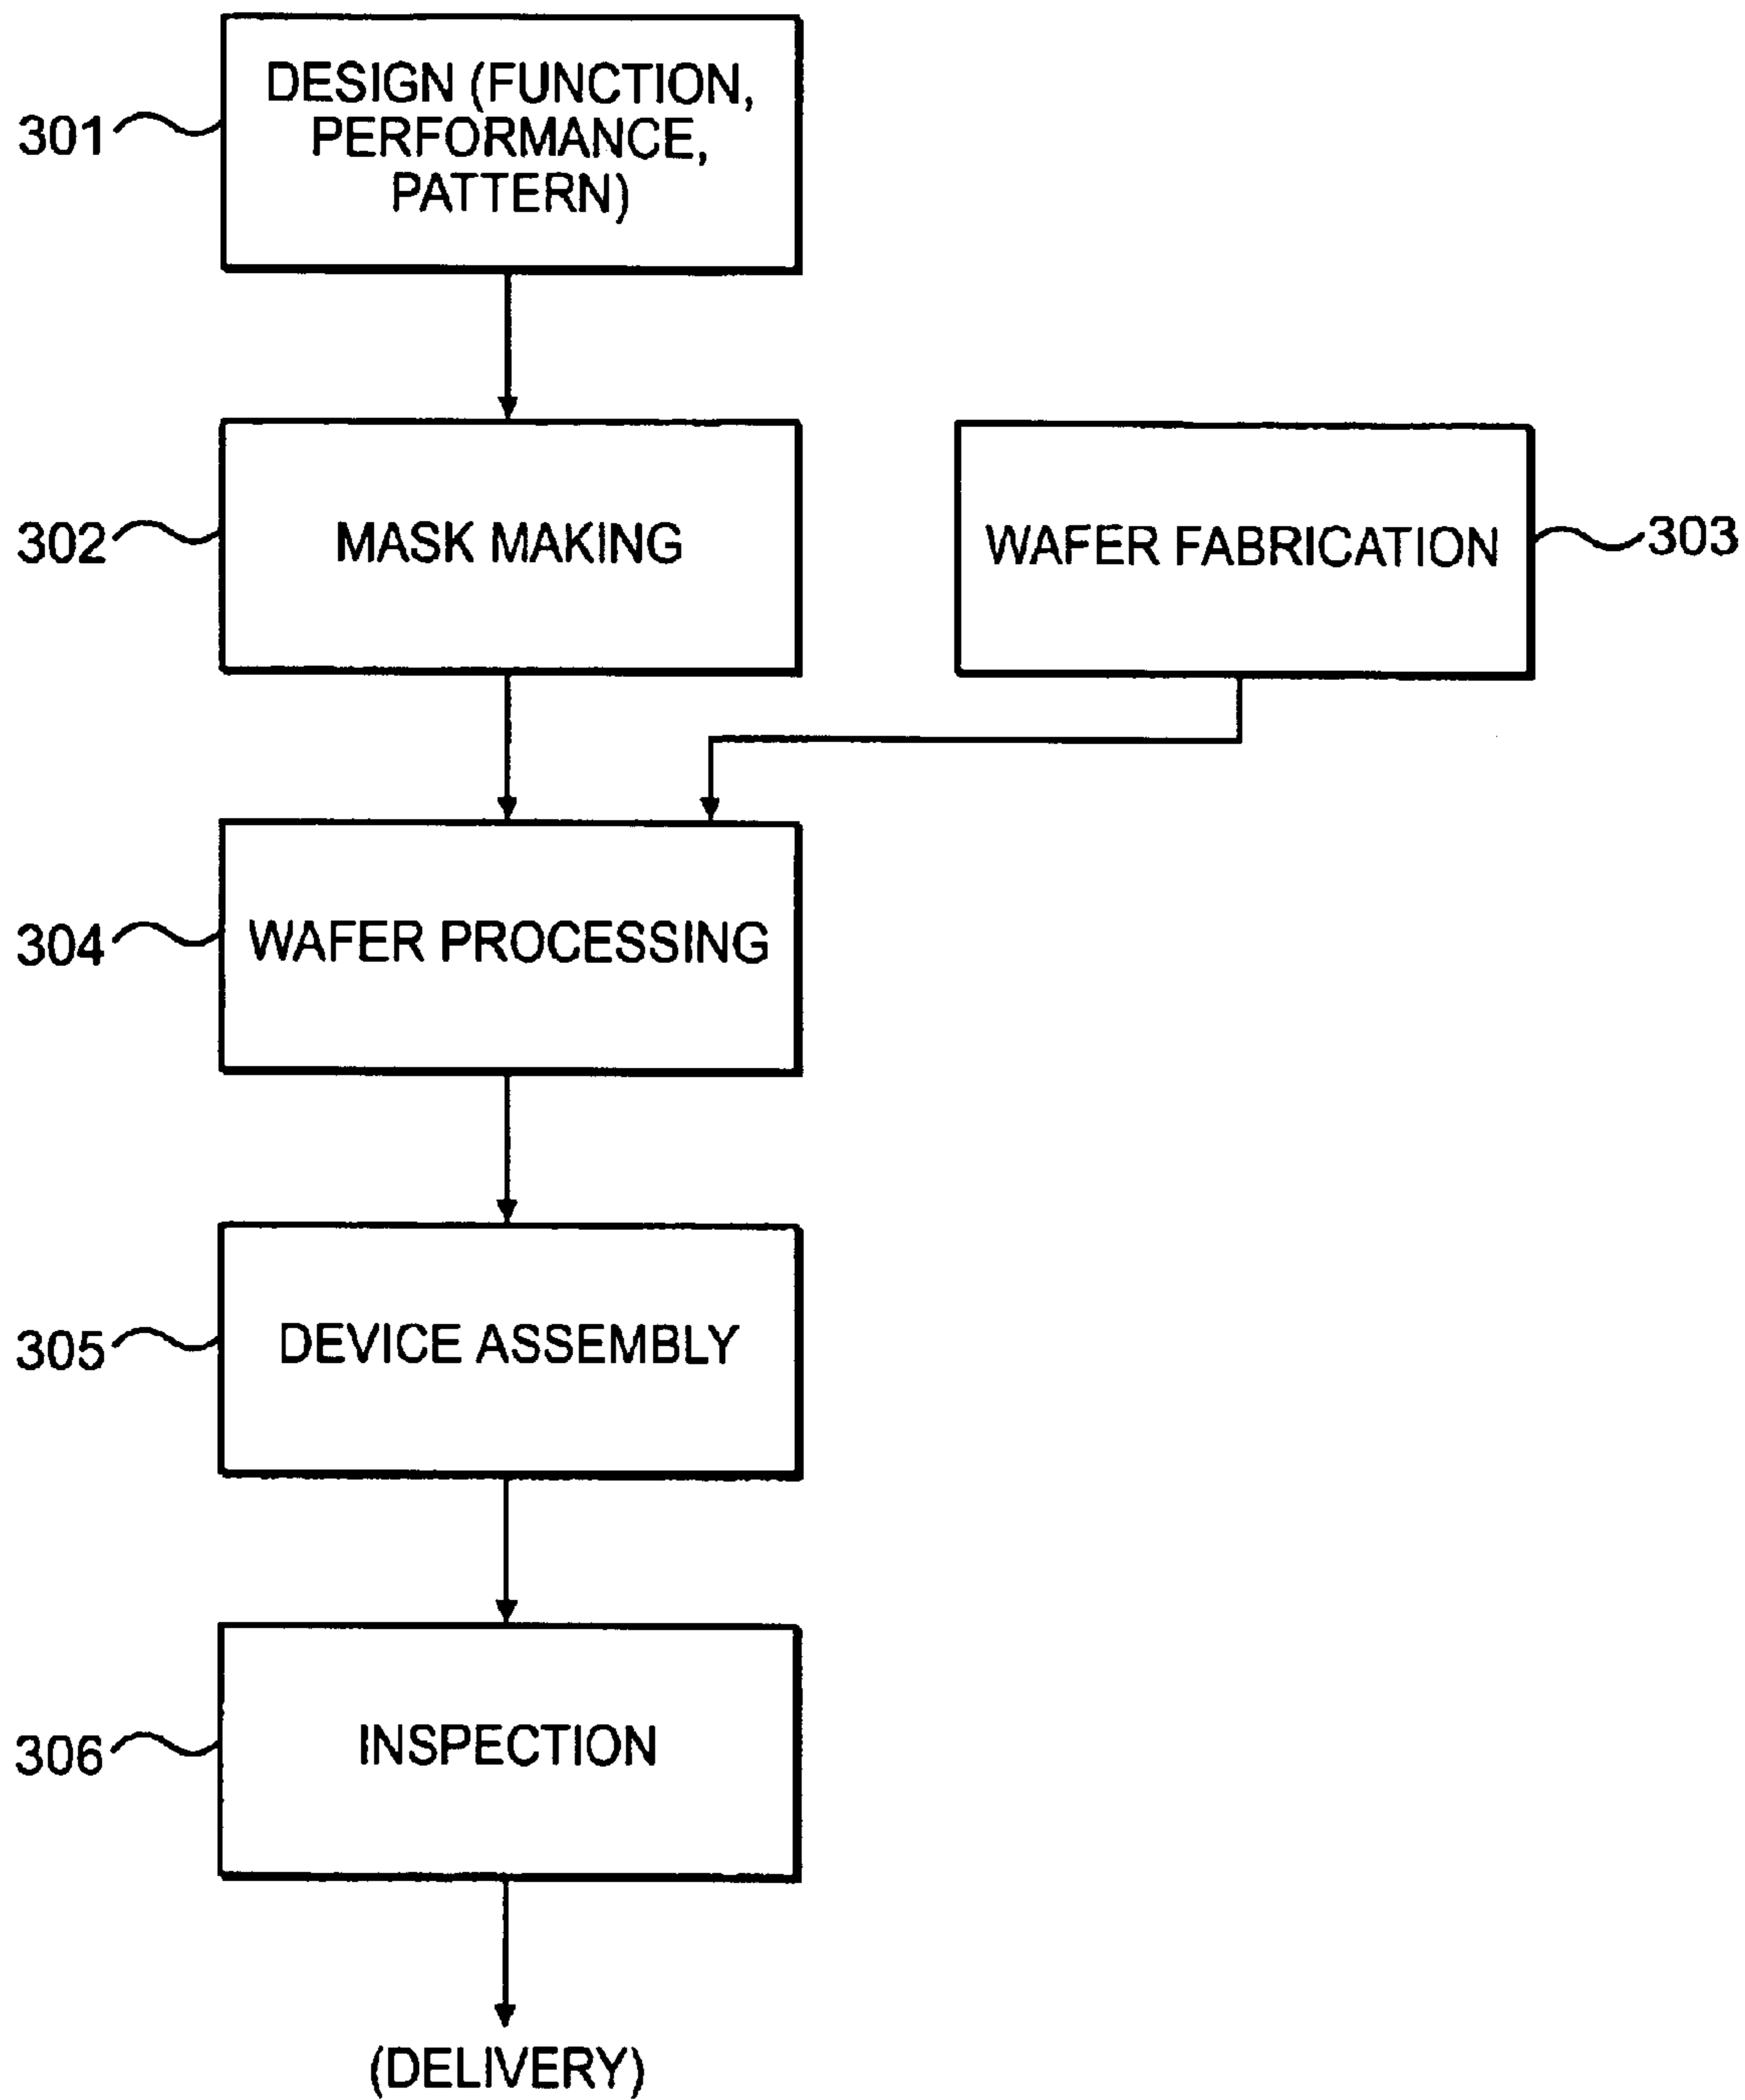 DESIGN (FUNCTION,
PERFORMANCE,
PATTERN)
301
302
MASK MAKING
WAFER FABRICATION
303
304
WAFER PROCESSING
305
DEVICE ASSEMBLY
306
INSPECTION
(DELIVERY)